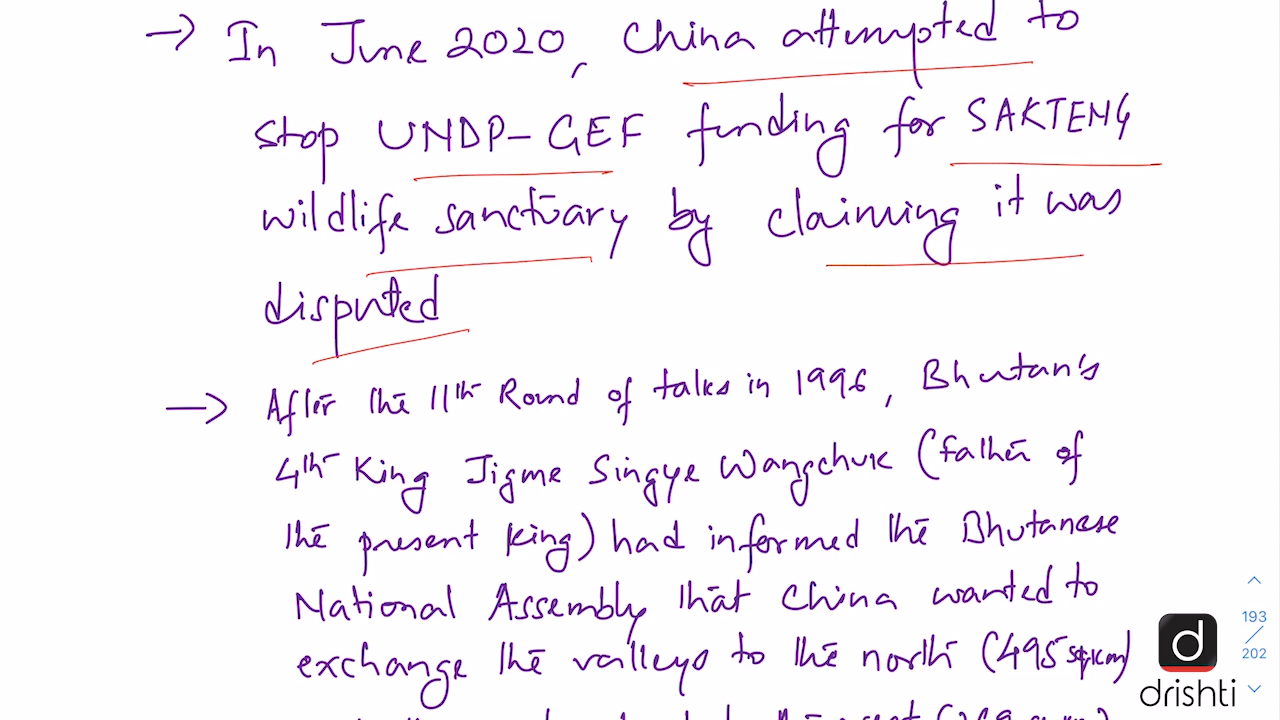 → In June 2020, China attempted to
stop UNDP-GEF funding for SAKTENG
wildlife sanctuary by claiming it was
disputed
→ After the 11th Round of talks in 1996, Bhutan's
4th King Jigme Singye Wangchuk (father of
the present king) had informed the Bhutanese
National Assembly that China wanted to
exchange the valleys to the north (495 sqkm)
193
202
d
drishti